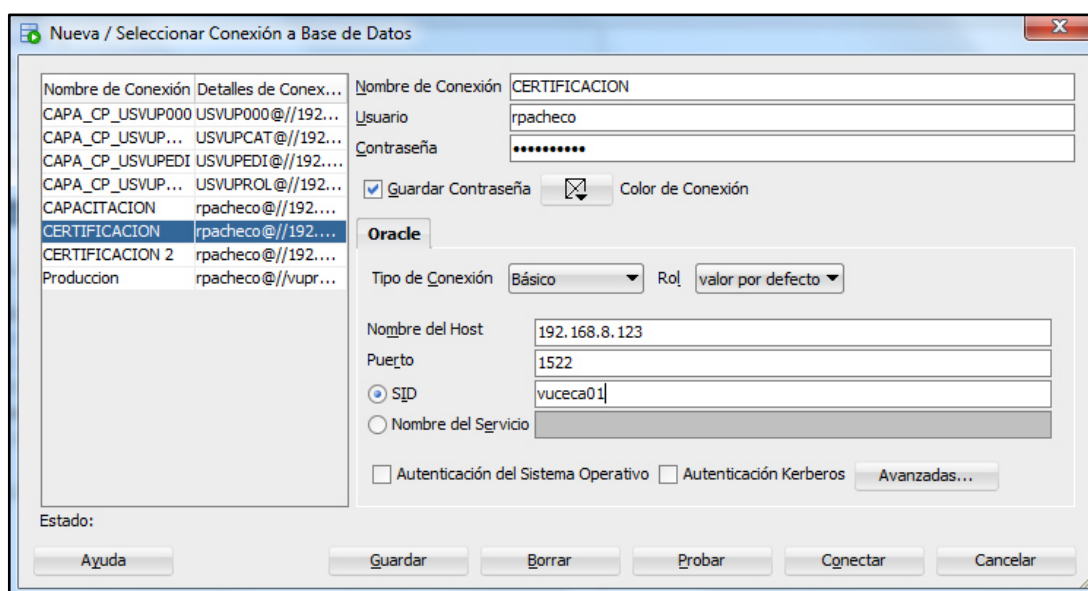 Nueva / Seleccionar Conexión a Base de Datos
Nombre de Conexión Detalles de Conex...
CAPA_CP_USVUP000 USVUP000@//192...
CAPA_CP_USVUP... USVUPCAT@//192...
CAPA_CP_USVUPEDI USVUPEDI@//192....
CAPA_CP_USVUP... USVUPROL@//192...
CAPACITACION rpacheco@//192....
CERTIFICACION rpacheco@//192....
CERTIFICACION 2 rpacheco@//192....
Produccion rpacheco@//vupr...
Nombre de Conexión CERTIFICACION
Usuario rpacheco
Contraseña ••••••••••
Guardar Contraseña Color de Conexión
Oracle
Tipo de Conexión Básico Rol valor por defecto
Nombre del Host 192.168.8.123
Puerto 1522
SID vuceca01
Nombre del Servicio
Autenticación del Sistema Operativo Autenticación Kerberos Avanzadas...
Estado:
Ayuda Guardar Borrar Probar Conectar Cancelar